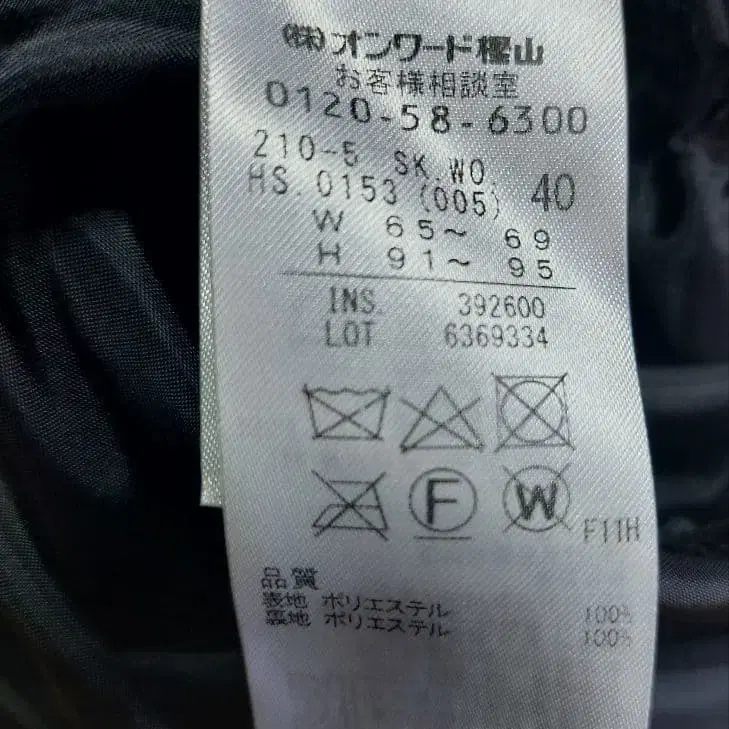 (株)オンワード樫山
お客様相談室
0120-58-6300
210-5 SK.WO.
HS.0153(005) 40
W 65〜 69
H 91〜 95
INS. 392600
LOT 6369334
F W F11H
品質
表地 ポリエステル 100%
裏地 ポリエステル 100%